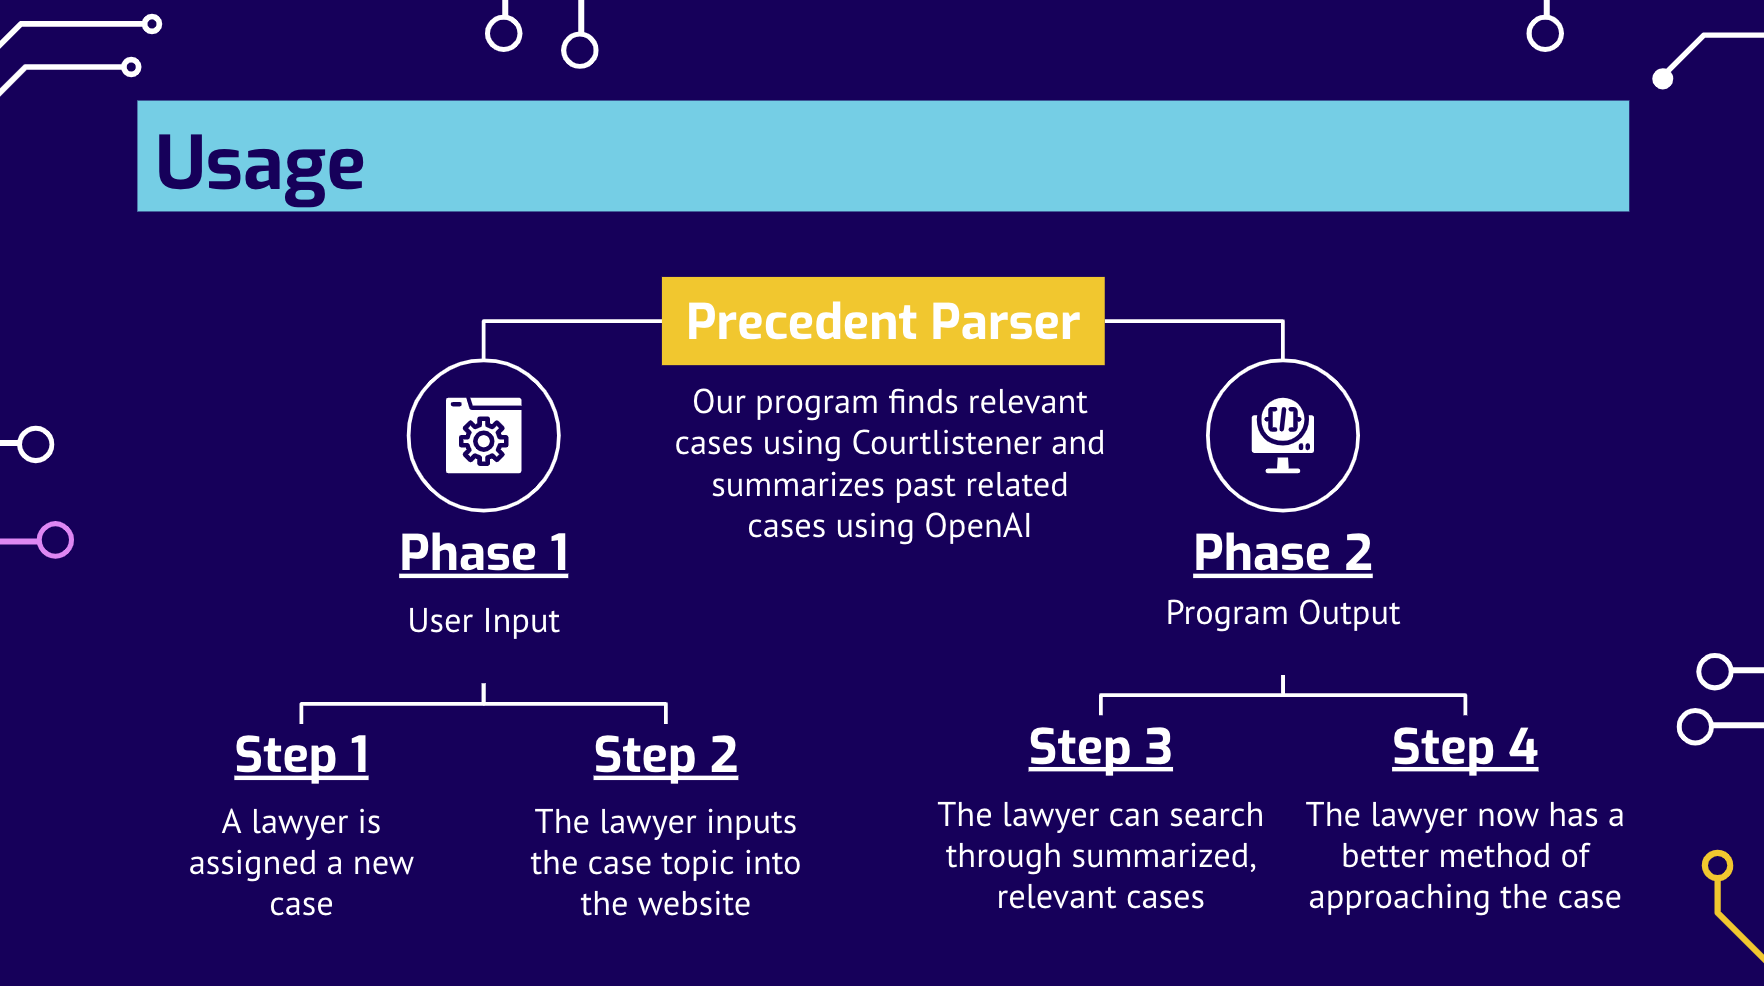 Usage
Precedent Parser
Our program finds relevant
cases using Courtlistener and
summarizes past related
cases using OpenAI
Phase 1
User Input
Step 1
A lawyer is
assigned a new
case
Step 2
The lawyer inputs
the case topic into
the website
Phase 2
Program Output
Step 3
The lawyer can search
through summarized,
relevant cases
Step 4
The lawyer now has a
better method of
approaching the case